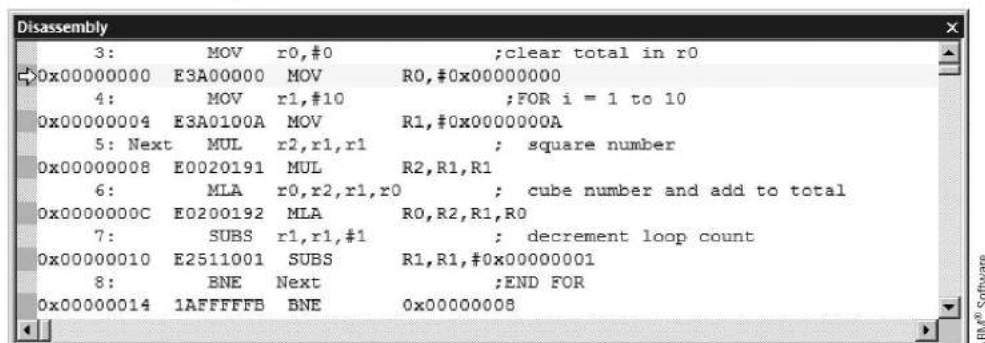 Disassembly
3: MOV r0,#0 ;clear total in r0
0x00000000 E3A00000 MOV R0,#0x00000000
4: MOV r1,#10 ;FOR i = 1 to 10
0x00000004 E3A0100A MOV R1,#0x0000000A
5: Next MUL r2,r1,r1 ; square number
0x00000008 E0020191 MUL R2,R1,R1
6: MLA r0,r2,r1,r0 ; cube number and add to total
0x0000000C E0200192 MLA R0,R2,R1,R0
7: SUBS r1,r1,#1 ; decrement loop count
0x00000010 E2511001 SUBS R1,R1,#0x00000001
8: BNE Next ;END FOR
0x00000014 1AFFFFFB BNE 0x00000008
Software